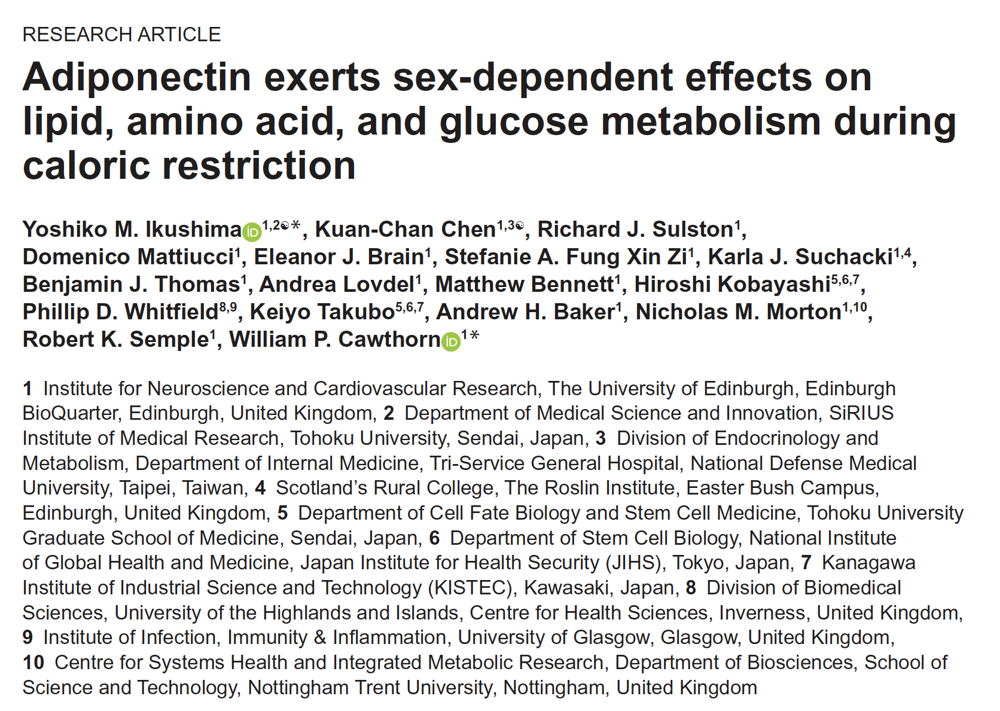 RESEARCH ARTICLE
Adiponectin exerts sex-dependent effects on
lipid, amino acid, and glucose metabolism during
caloric restriction
Yoshiko M. Ikushima iD 1,2☯*, Kuan-Chan Chen1,3☯, Richard J. Sulston1,
Domenico Mattiucci1, Eleanor J. Brain1, Stefanie A. Fung Xin Zi1, Karla J. Suchacki1,4,
Benjamin J. Thomas1, Andrea Lovdel1, Matthew Bennett1, Hiroshi Kobayashi5,6,7,
Phillip D. Whitfield8,9, Keiyo Takubo5,6,7, Andrew H. Baker1, Nicholas M. Morton1,10,
Robert K. Semple1, William P. Cawthorn iD 1*
1 Institute for Neuroscience and Cardiovascular Research, The University of Edinburgh, Edinburgh
BioQuarter, Edinburgh, United Kingdom, 2 Department of Medical Science and Innovation, SiRIUS
Institute of Medical Research, Tohoku University, Sendai, Japan, 3 Division of Endocrinology and
Metabolism, Department of Internal Medicine, Tri-Service General Hospital, National Defense Medical
University, Taipei, Taiwan, 4 Scotland’s Rural College, The Roslin Institute, Easter Bush Campus,
Edinburgh, United Kingdom, 5 Department of Cell Fate Biology and Stem Cell Medicine, Tohoku University
Graduate School of Medicine, Sendai, Japan, 6 Department of Stem Cell Biology, National Institute
of Global Health and Medicine, Japan Institute for Health Security (JIHS), Tokyo, Japan, 7 Kanagawa
Institute of Industrial Science and Technology (KISTEC), Kawasaki, Japan, 8 Division of Biomedical
Sciences, University of the Highlands and Islands, Centre for Health Sciences, Inverness, United Kingdom,
9 Institute of Infection, Immunity & Inflammation, University of Glasgow, Glasgow, United Kingdom,
10 Centre for Systems Health and Integrated Metabolic Research, Department of Biosciences, School of
Science and Technology, Nottingham Trent University, Nottingham, United Kingdom